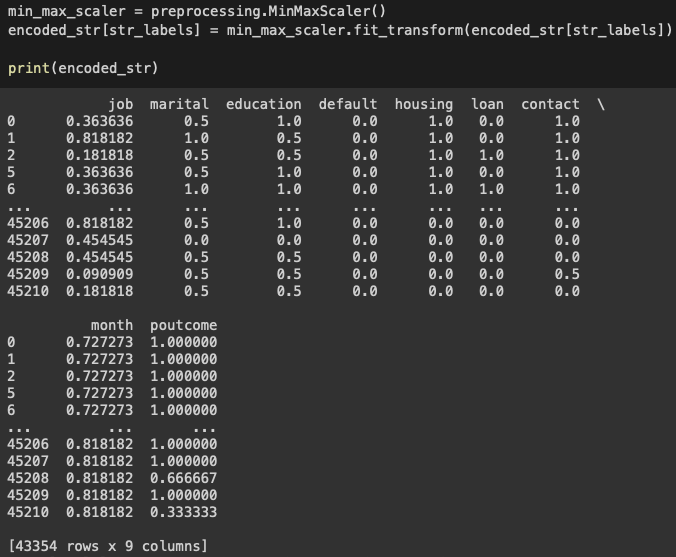 min_max_scaler = preprocessing.MinMaxScaler()
encoded_str[str_labels] = min_max_scaler.fit_transform(encoded_str[str_labels])
print(encoded_str)
job marital education default housing loan contact \
0 0.363636 0.5 1.0 0.0 1.0 0.0 1.0
1 0.818182 1.0 0.5 0.0 1.0 0.0 1.0
2 0.181818 0.5 0.5 0.0 1.0 1.0 1.0
5 0.363636 0.5 1.0 0.0 1.0 0.0 1.0
6 0.363636 1.0 1.0 0.0 1.0 1.0 1.0
... ... ... ... ... ... ... ...
45206 0.818182 0.5 1.0 0.0 0.0 0.0 0.0
45207 0.454545 0.0 0.0 0.0 0.0 0.0 0.0
45208 0.454545 0.5 0.5 0.0 0.0 0.0 0.0
45209 0.090909 0.5 0.5 0.0 0.0 0.0 0.5
45210 0.181818 0.5 0.5 0.0 0.0 0.0 0.0
month poutcome
0 0.727273 1.000000
1 0.727273 1.000000
2 0.727273 1.000000
5 0.727273 1.000000
6 0.727273 1.000000
... ... ...
45206 0.818182 1.000000
45207 0.818182 1.000000
45208 0.818182 0.666667
45209 0.818182 1.000000
45210 0.818182 0.333333
[43354 rows x 9 columns]